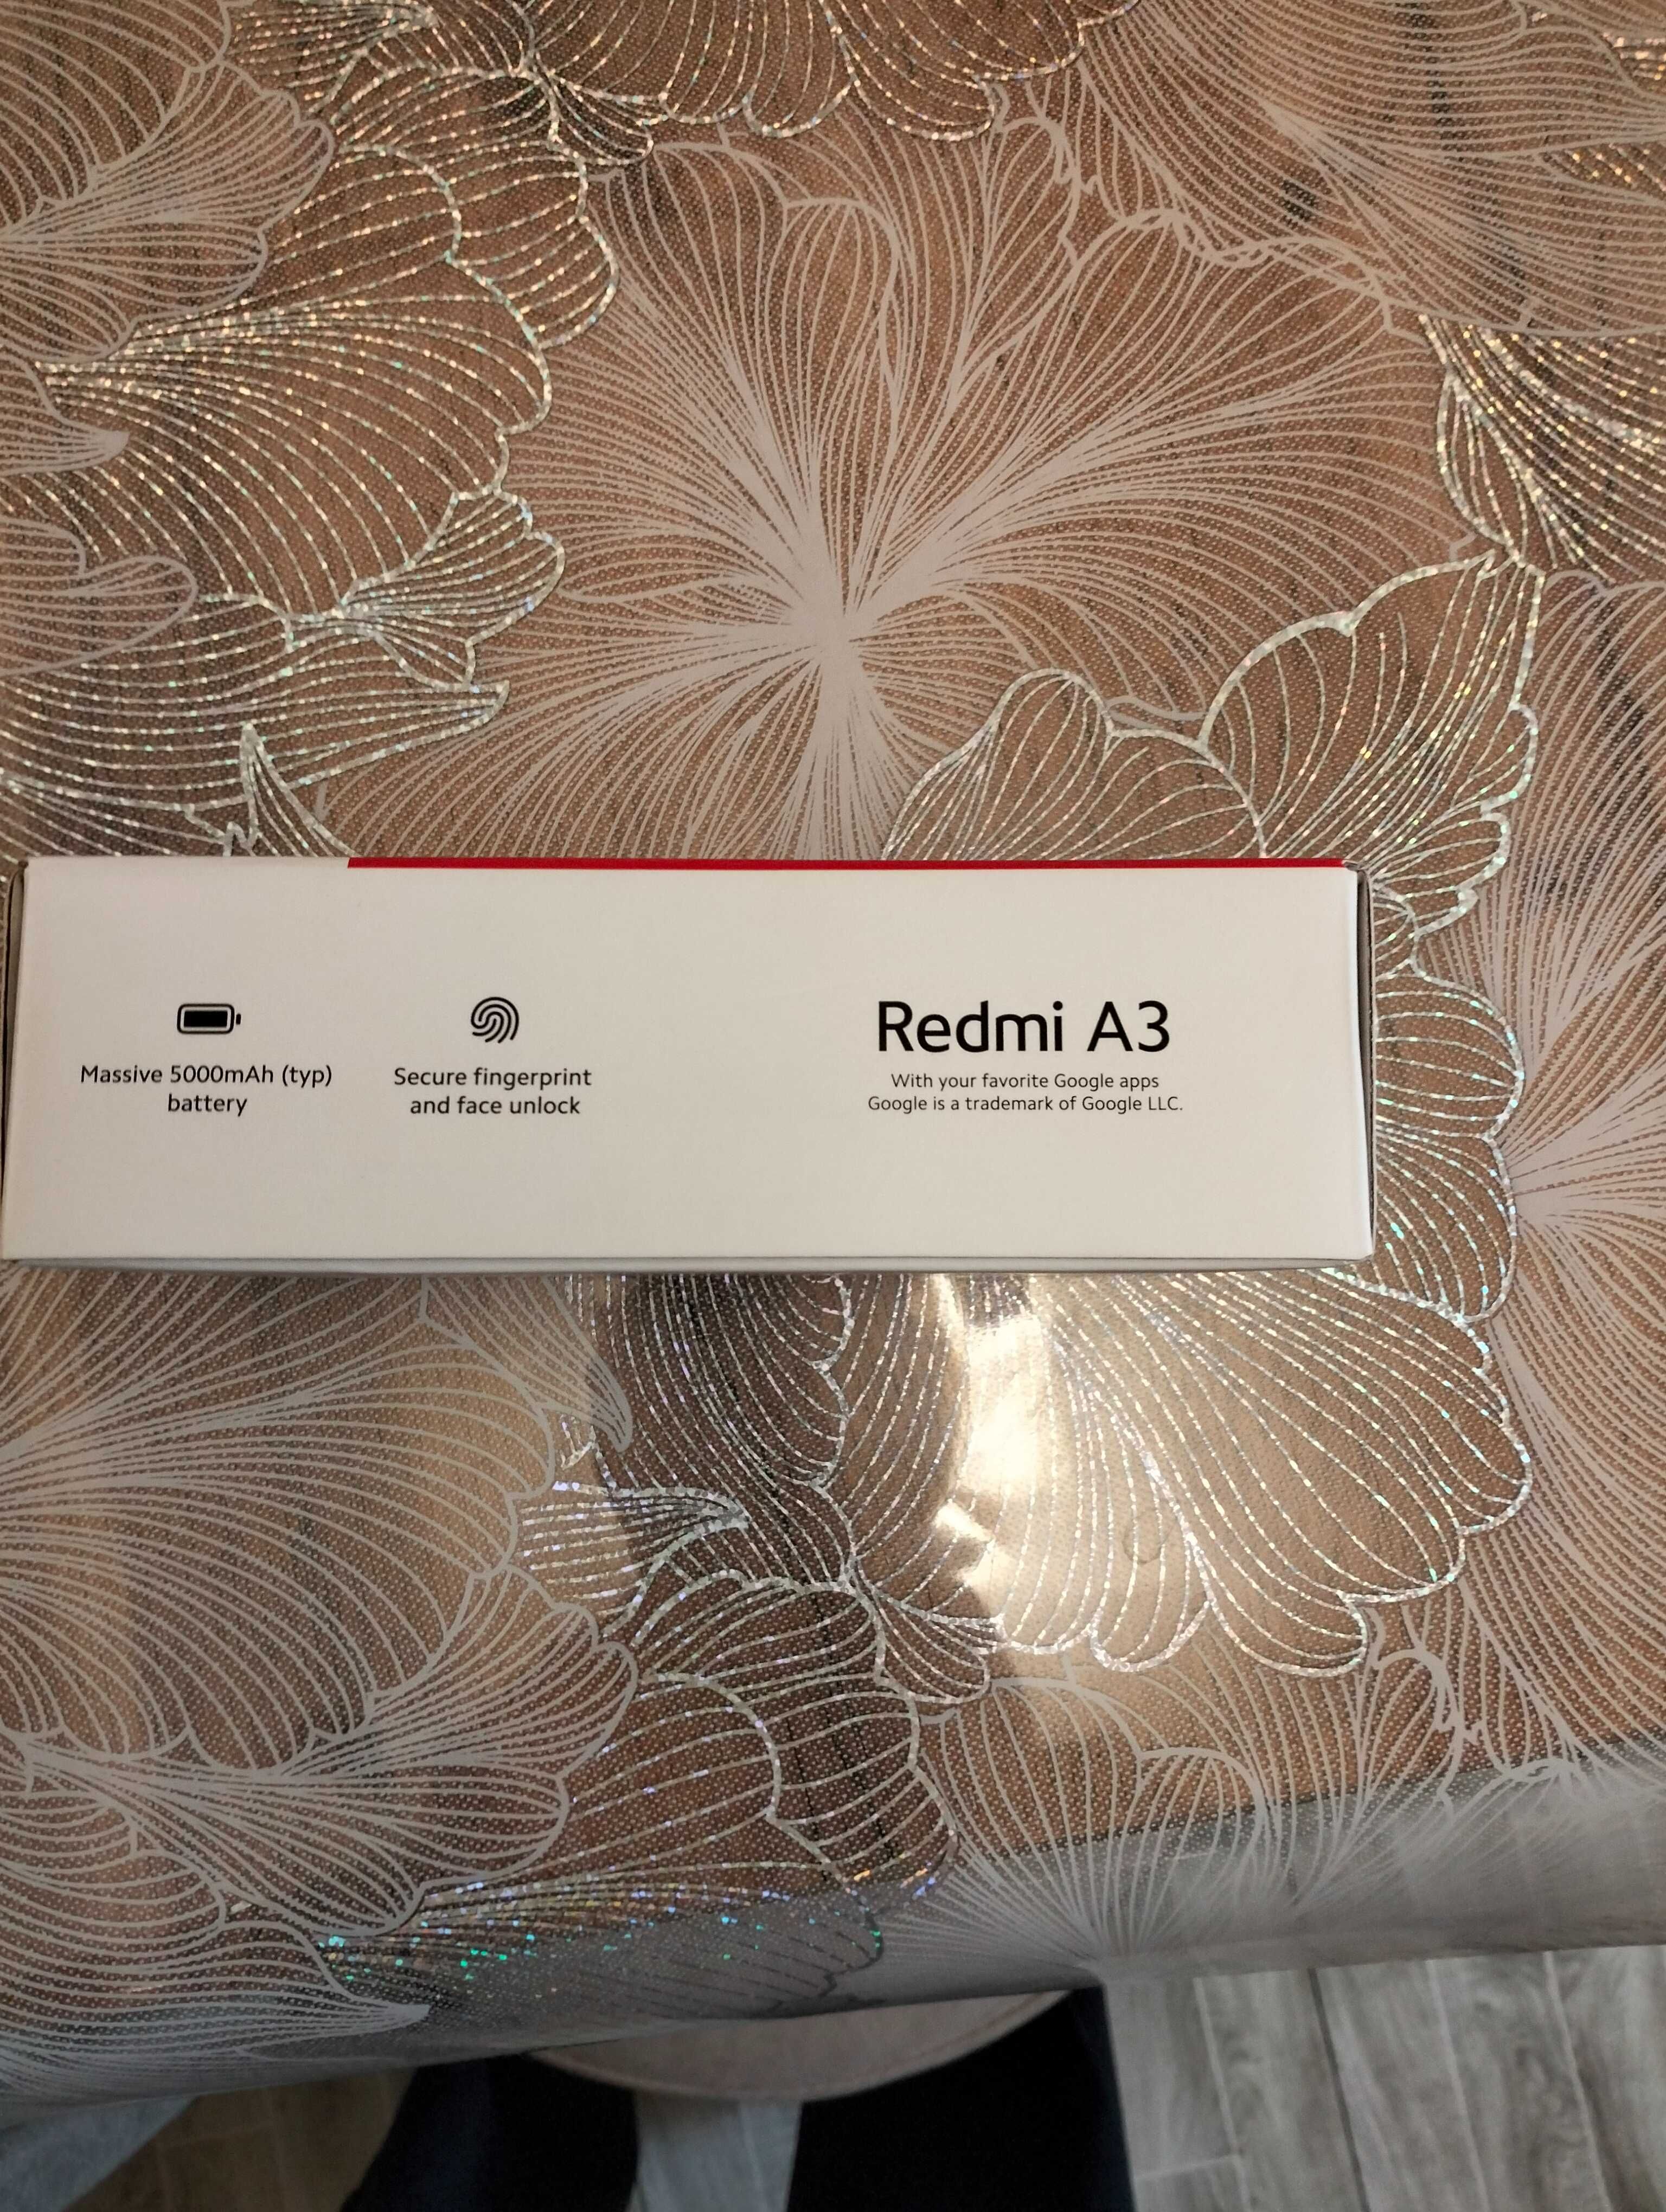 Massive 5000mAh (typ)
battery
Secure fingerprint
and face unlock
Redmi A3
With your favorite Google apps
Google is a trademark of Google LLC.